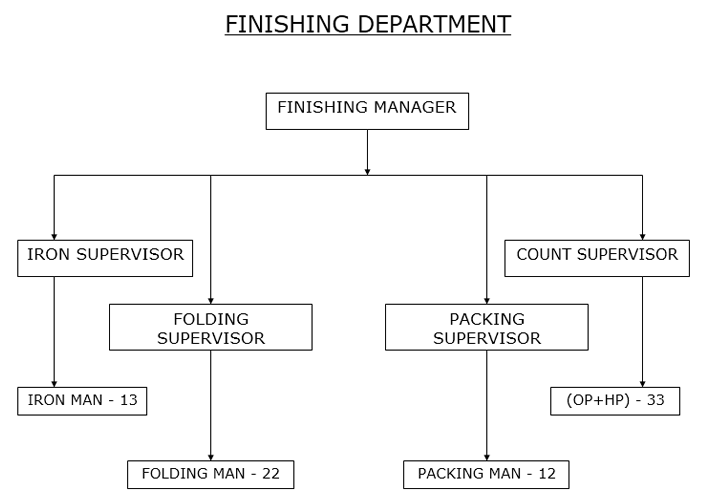 FINISHING DEPARTMENT
FINISHING MANAGER
IRON SUPERVISOR
COUNT SUPERVISOR
FOLDING
SUPERVISOR
PACKING
SUPERVISOR
IRON MAN - 13
(OP+HP) - 33
FOLDING MAN - 22
PACKING MAN - 12